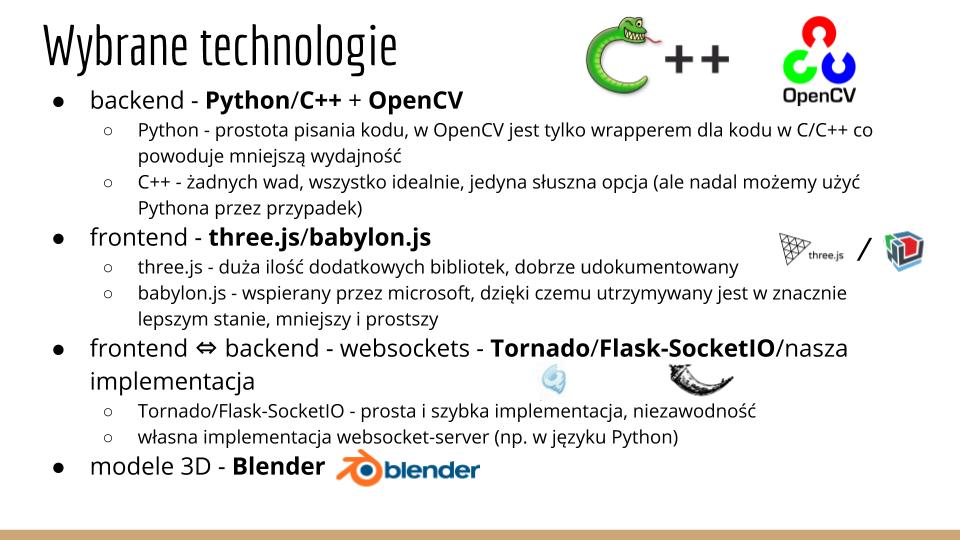 Wybrane technologie
C++
OpenCV
● backend - Python/C++ + OpenCV
○ Python - prostota pisania kodu, w OpenCV jest tylko wrapperem dla kodu w C/C++ co
powoduje mniejszą wydajność
○ C++ - żadnych wad, wszystko idealnie, jedyna słuszna opcja (ale nadal możemy użyć
Pythona przez przypadek)
● frontend - three.js/babylon.js
three.js /
○ three.js - duża ilość dodatkowych bibliotek, dobrze udokumentowany
○ babylon.js - wspierany przez microsoft, dzięki czemu utrzymywany jest w znacznie
lepszym stanie, mniejszy i prostszy
● frontend ⇔ backend - websockets - Tornado/Flask-SocketIO/nasza
implementacja
○ Tornado/Flask-SocketIO - prosta i szybka implementacja, niezawodność
○ własna implementacja websocket-server (np. w języku Python)
● modele 3D - Blender
blender